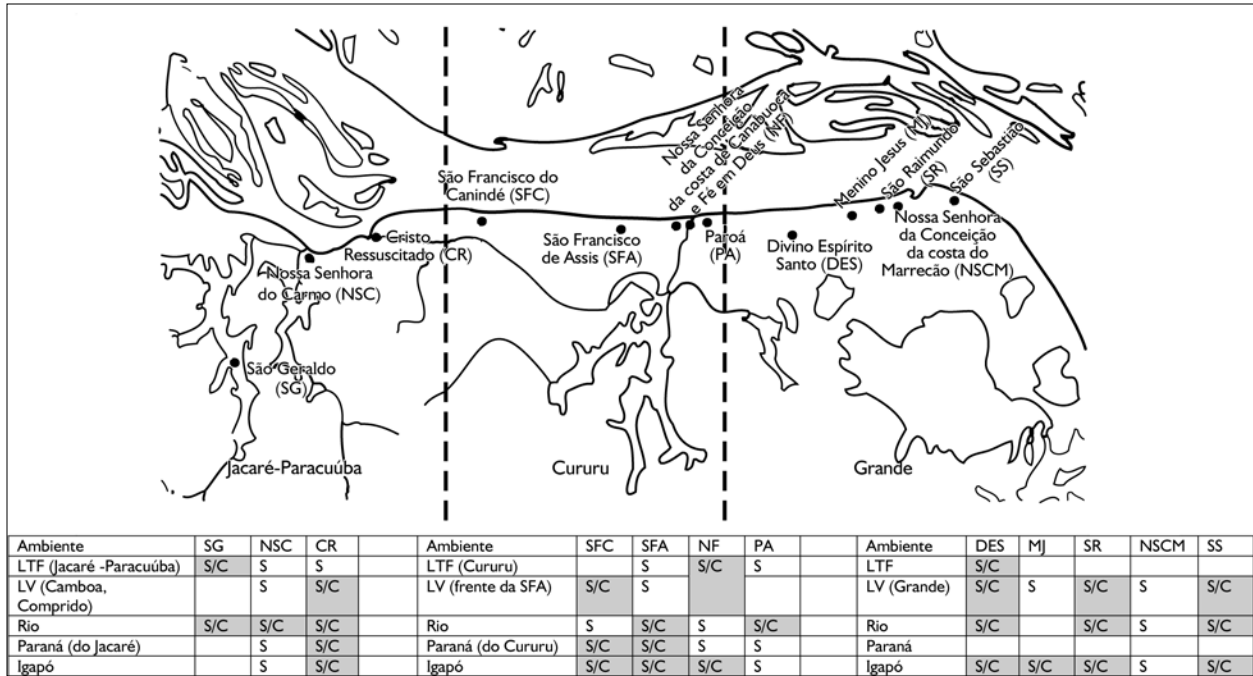 São Francisco do
Canindé (SFC)
Nossa Senhora
da Conceição
da costa de Canabuoca
e Fé em Deus (NF)
Menino Jesus (MJ)
São Raimundo
(SR)
São Sebastião
(SS)
Cristo
Ressuscitado (CR)
Nossa Senhora
do Carmo (NSC)
São Francisco
de Assis (SFA)
Paroá
(PA)
Divino Espírito
Santo (DES)
Nossa Senhora
da Conceição
da costa do
Marrecão (NSCM)
São Geraldo
(SG)
Jacaré-Paracuúba
Cururu
Grande
Ambiente SG NSC CR Ambiente SFC SFA NF PA Ambiente DES MJ SR NSCM SS
LTF (Jacaré -Paracuúba) S/C S S LTF (Cururu) S S/C S LTF S/C
LV (Camboa, S S/C LV (frente da SFA) S/C S LV (Grande) S/C S S/C S S/C
Comprido)
Rio S/C S/C S/C Rio S S/C S S/C Rio S/C S/C S S/C
Paraná (do Jacaré) S S/C Paraná (do Cururu) S/C S/C S S Paraná
Igapó S S/C Igapó S/C S/C S/C S Igapó S/C S/C S/C S S/C